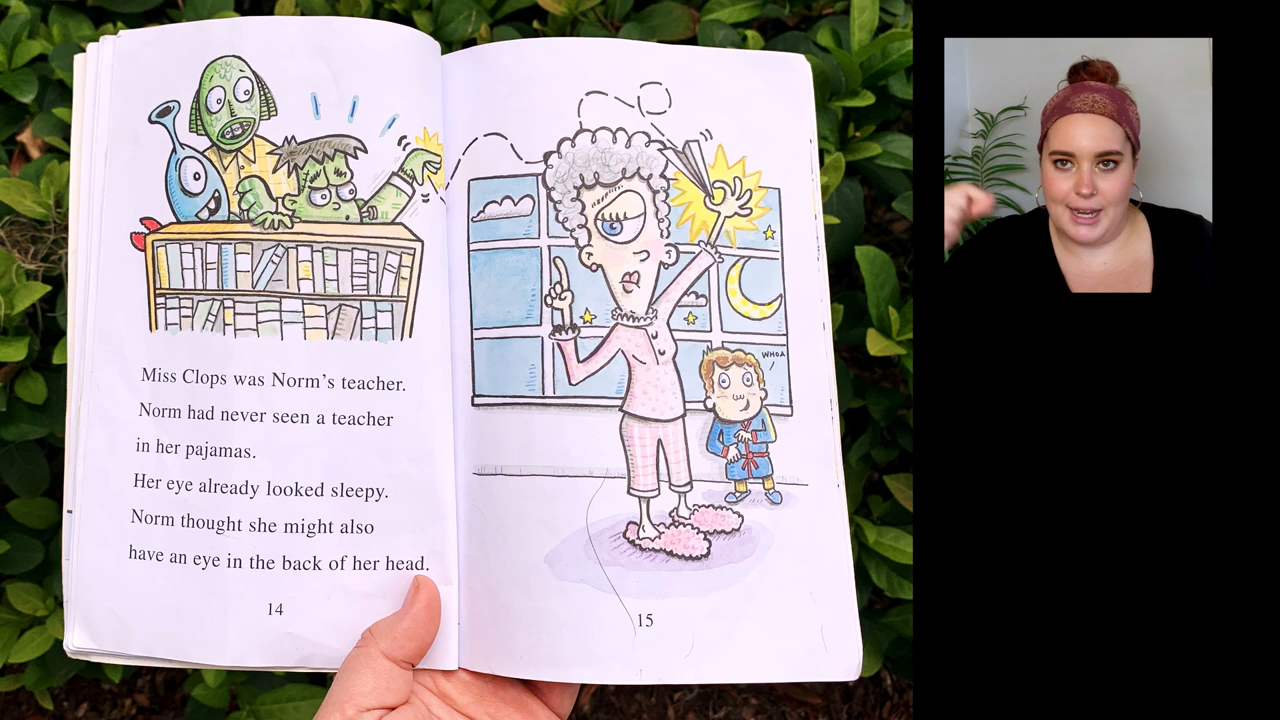 Miss Clops was Norm's teacher.
Norm had never seen a teacher
in her pajamas.
Her eye already looked sleepy.
Norm thought she might also
have an eye in the back of her head.
14
WHOA
15